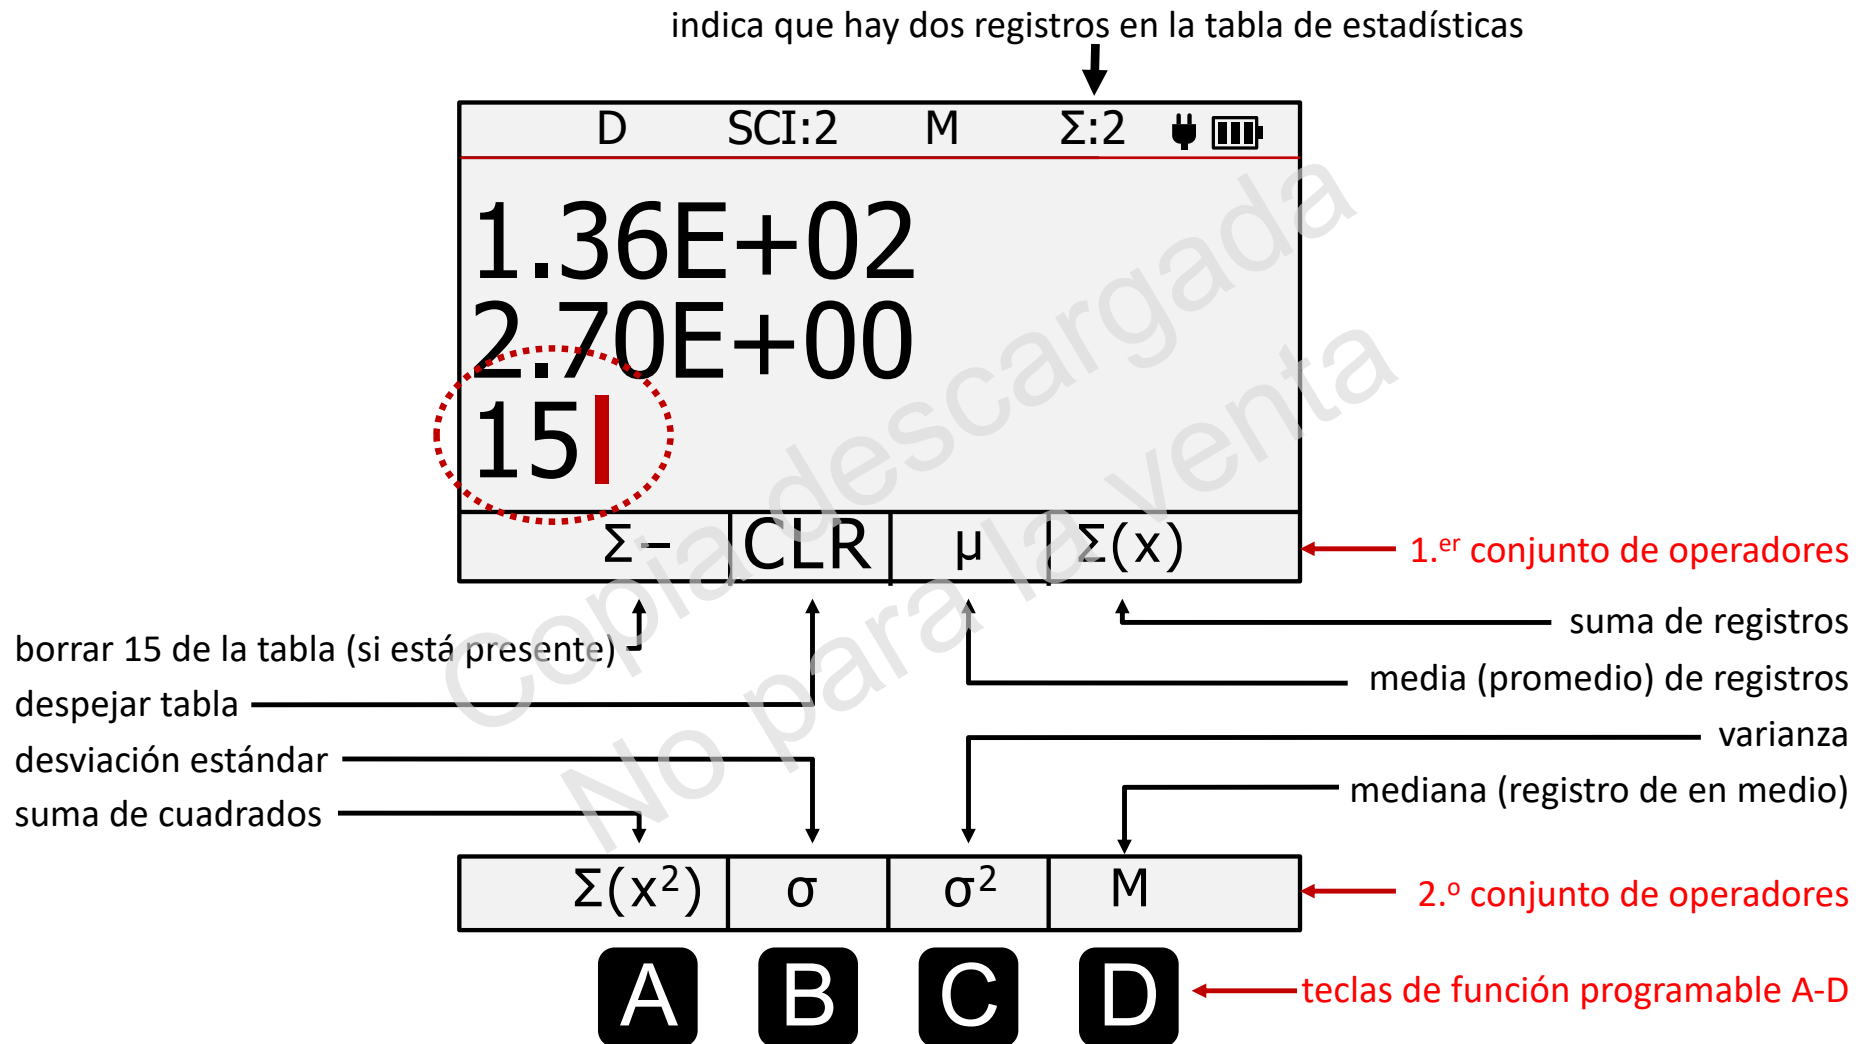 indica que hay dos registros en la tabla de estadísticas
D SCI:2 M Σ:2
1.36E+02
2.70E+00
15
Σ– CLR µ Σ(x)
1.er conjunto de operadores
suma de registros
borrar 15 de la tabla (si está presente)
media (promedio) de registros
despejar tabla
varianza
desviación estándar
mediana (registro de en medio)
suma de cuadrados
Σ(x²) σ σ² M
2.º conjunto de operadores
A B C D
teclas de función programable A-D
Copia descargada
No para la venta